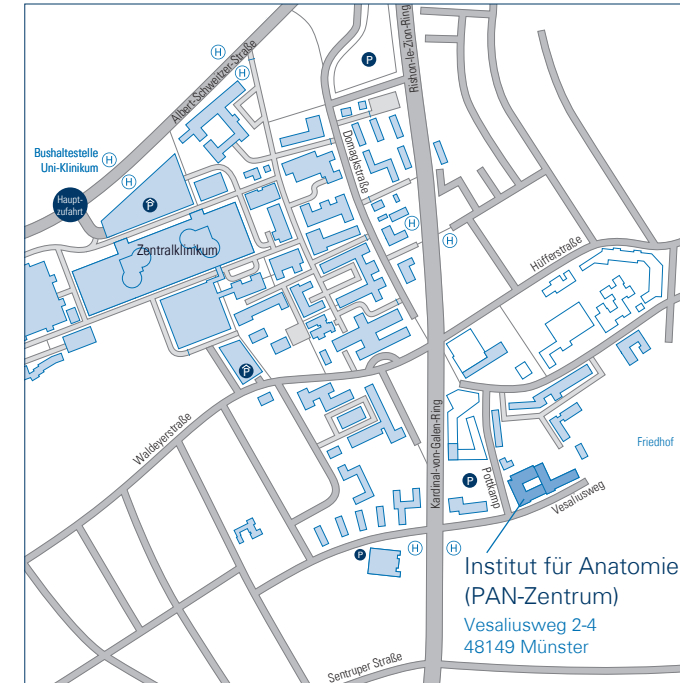 H
Albert-Schweitzer-Straße
H
P
Rishon-le-Zion-Ring
Bushaltestelle
Uni-Klinikum
H
H
Domagkstraße
Haupt-
zufahrt
P
H
H
Zentralklinikum
Hüfferstraße
P
Waldeyerstraße
Kardinal-von-Galen-Ring
Friedhof
P
Pottkamp
Vesaliusweg
P
H
H
Institut für Anatomie
(PAN-Zentrum)
Vesaliusweg 2-4
48149 Münster
Sentruper Straße